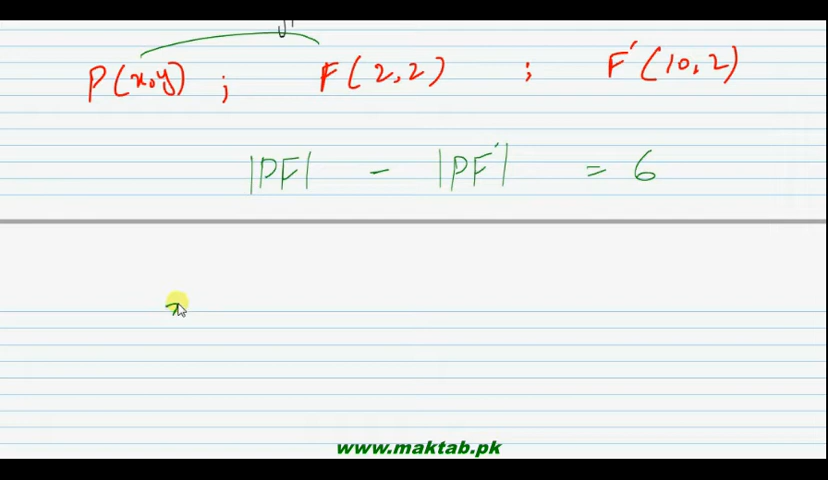 P(x,y) ; F(2,2) ; F'(10,2)
|PF| - |PF'| = 6
www.maktab.pk